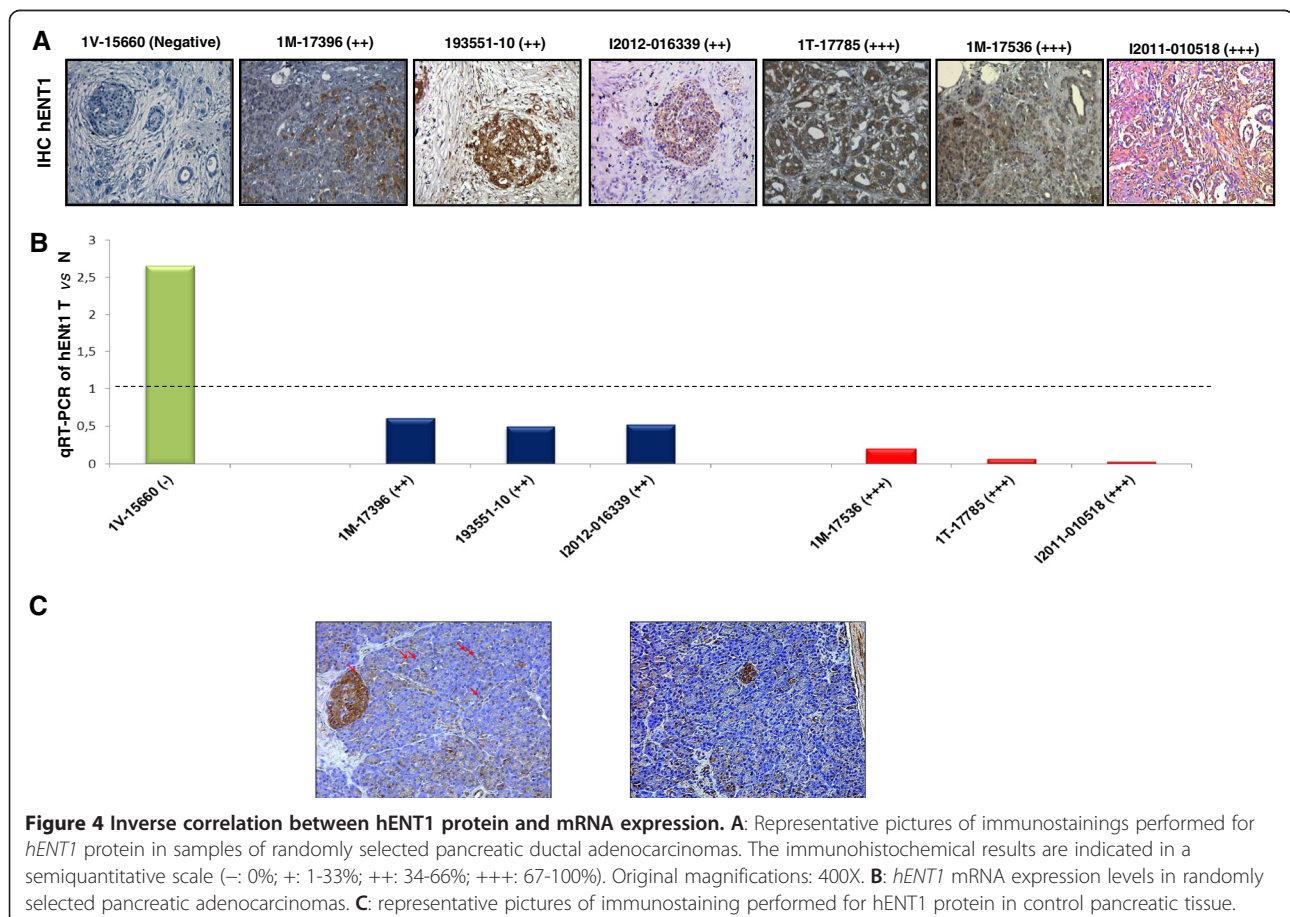 A
1V-15660 (Negative) 1M-17396 (++) 193551-10 (++) I2012-016339 (++) 1T-17785 (+++) 1M-17536 (+++) I2011-010518 (+++)
IHC hENT1
B
qRT-PCR of hENt1 T vs N
3
2,5
2
1,5
1
0,5
0
1V-15660 (-)
1M-17396 (++)
193551-10 (++)
I2012-016339 (++)
1M-17536 (+++)
1T-17785 (+++)
I2011-010518 (+++)
C
Figure 4 Inverse correlation between hENT1 protein and mRNA expression. A: Representative pictures of immunostainings performed for
hENT1 protein in samples of randomly selected pancreatic ductal adenocarcinomas. The immunohistochemical results are indicated in a
semiquantitative scale (−: 0%; +: 1-33%; ++: 34-66%; +++: 67-100%). Original magnifications: 400X. B: hENT1 mRNA expression levels in randomly
selected pancreatic adenocarcinomas. C: representative pictures of immunostaining performed for hENT1 protein in control pancreatic tissue.